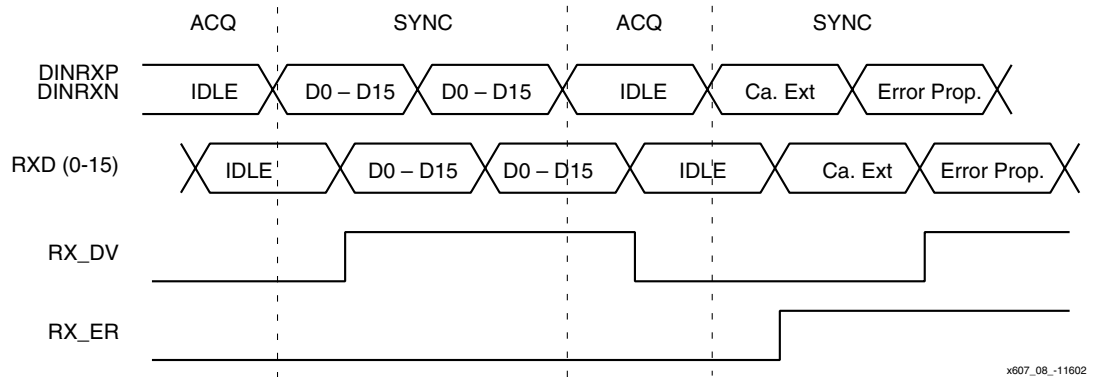 ACQ SYNC ACQ SYNC
DINRXP
DINRXN
IDLE D0 – D15 D0 – D15 IDLE Ca. Ext Error Prop.
RXD (0-15) IDLE D0 – D15 D0 – D15 IDLE Ca. Ext Error Prop.
RX_DV
RX_ER
x607_08_-11602